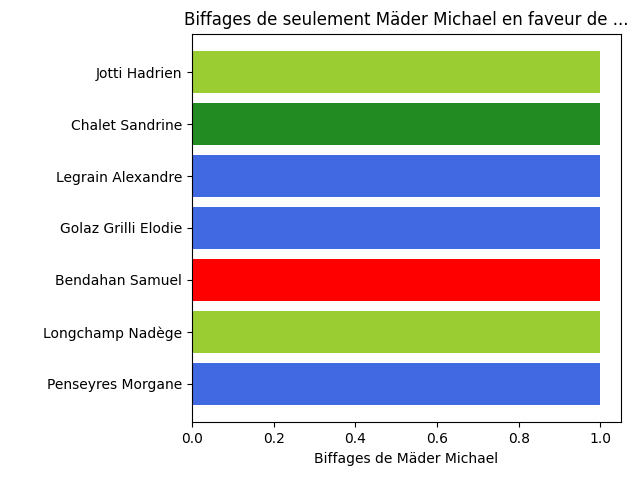 Biffages de seulement Mäder Michael en faveur de ...
Jotti Hadrien
Chalet Sandrine
Legrain Alexandre
Golaz Grilli Elodie
Bendahan Samuel
Longchamp Nadège
Penseyres Morgane
0.0 0.2 0.4 0.6 0.8 1.0
Biffages de Mäder Michael